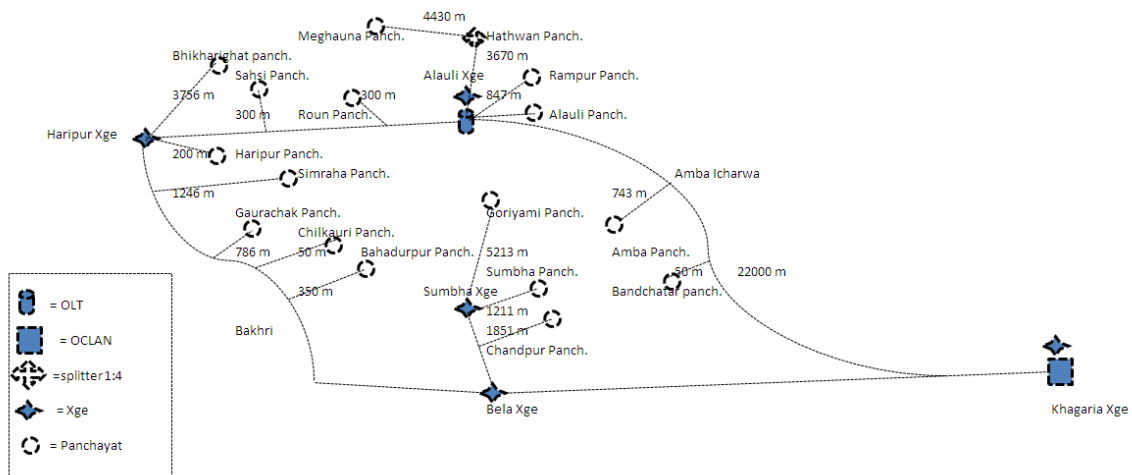 4430 m
Meghauna Panch.
Hathwan Panch.
Bhikharighat panch.
3670 m
Sahsi Panch.
Alauli Xge
Rampur Panch.
3756 m
300 m
847 m
300 m
Roun Panch.
Alauli Panch.
Haripur Xge
200 m
Haripur Panch.
Simraha Panch.
Amba Icharwa
1246 m
743 m
Gaurachak Panch.
Goriyami Panch.
Chilkauri Panch.
786 m
50 m
Bahadurpur Panch.
5213 m
Amba Panch.
Sumbha Panch.
50 m
22000 m
350 m
Sumbha Xge
Bandchatar panch.
1211 m
1851 m
Bakhri
Chandpur Panch.
Bela Xge
Khagaria Xge
= OLT
= OCLAN
=splitter1:4
= Xge
= Panchayat